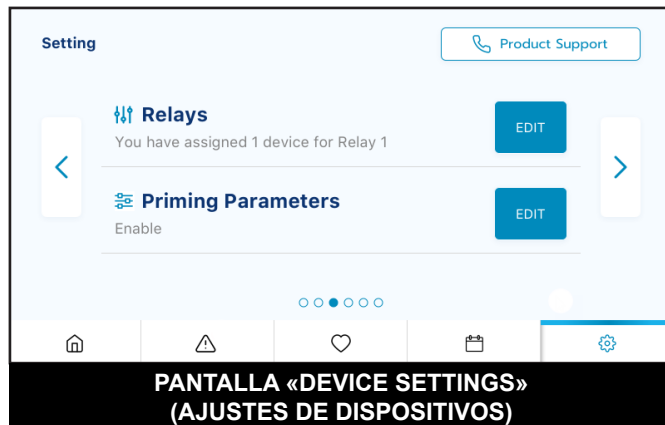 Setting
Product Support
Relays
You have assigned 1 device for Relay 1
EDIT
Priming Parameters
Enable
EDIT
PANTALLA «DEVICE SETTINGS»
(AJUSTES DE DISPOSITIVOS)